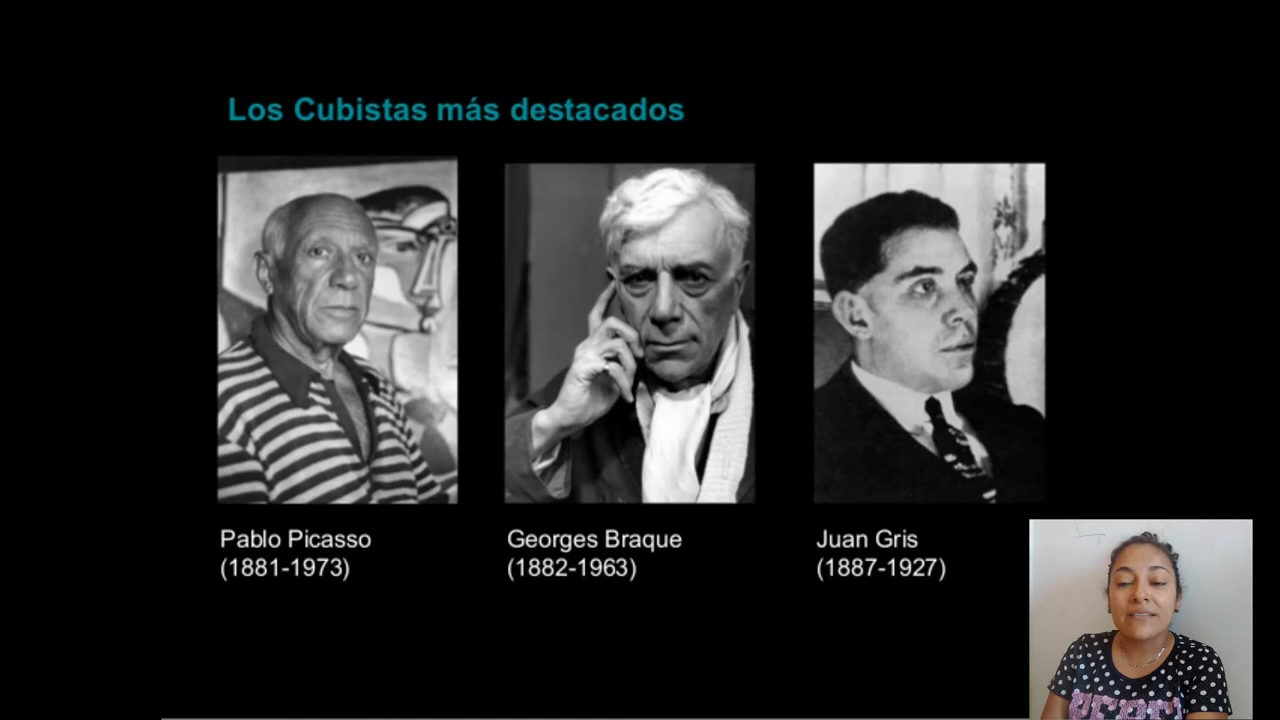 Los Cubistas más destacados
Pablo Picasso
(1881-1973)
Georges Braque
(1882-1963)
Juan Gris
(1887-1927)